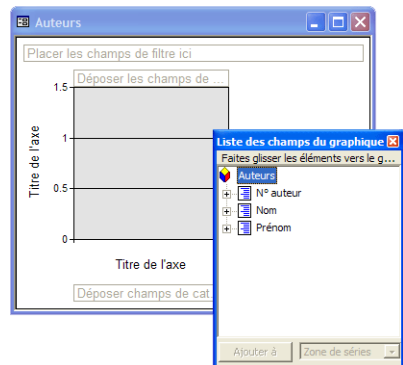 Auteurs
Placer les champs de filtre ici
Déposer les champs de ...
1.5
1
0.5
0
Titre de l'axe
Titre de l'axe
Déposer champs de cat
Liste des champs du graphique
Faites glisser les éléments vers le g...
Auteurs
N° auteur
Nom
Prénom
Ajouter à
Zone de séries